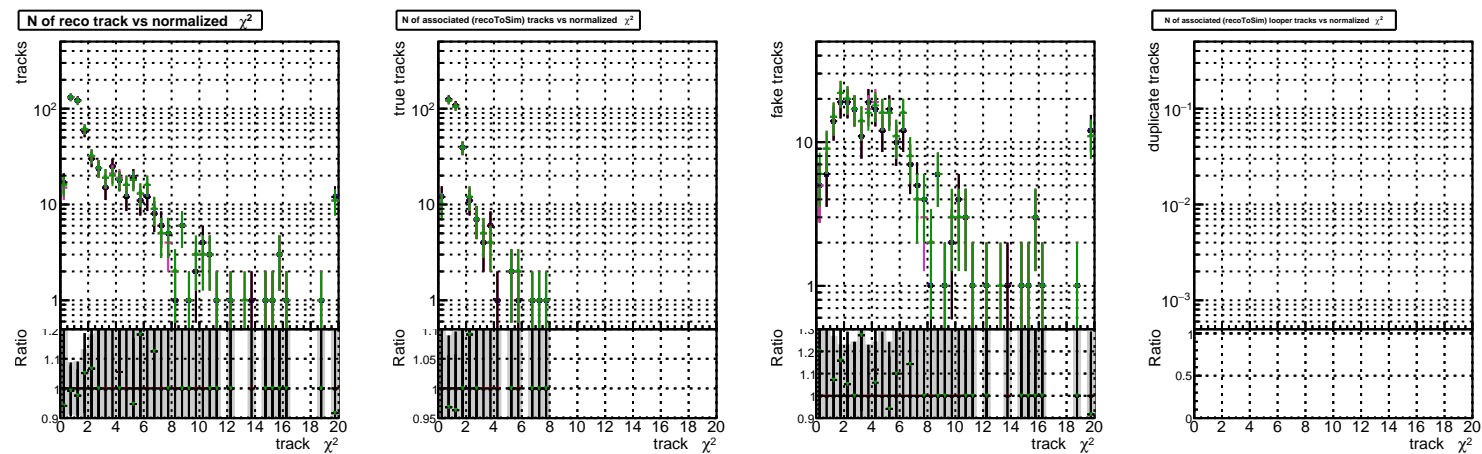 N of reco track vs normalized χ²
tracks
10²
10
1
Ratio
1.2
1.1
1
0.9
0 2 4 6 8 10 12 14 16 18 20
track χ²
N of associated (recoToSim) tracks vs normalized χ²
true tracks
10²
10
1
Ratio
1.05
1
0.95
0 2 4 6 8 10 12 14 16 18 20
track χ²
fake tracks
10
1
Ratio
1.3
1.2
1.1
1
0.9
0 2 4 6 8 10 12 14 16 18 20
track χ²
N of associated (recoToSim) looper tracks vs normalized χ²
duplicate tracks
10⁻¹
10⁻²
10⁻³
Ratio
1
0.5
0
0 2 4 6 8 10 12 14 16 18 20
track χ²